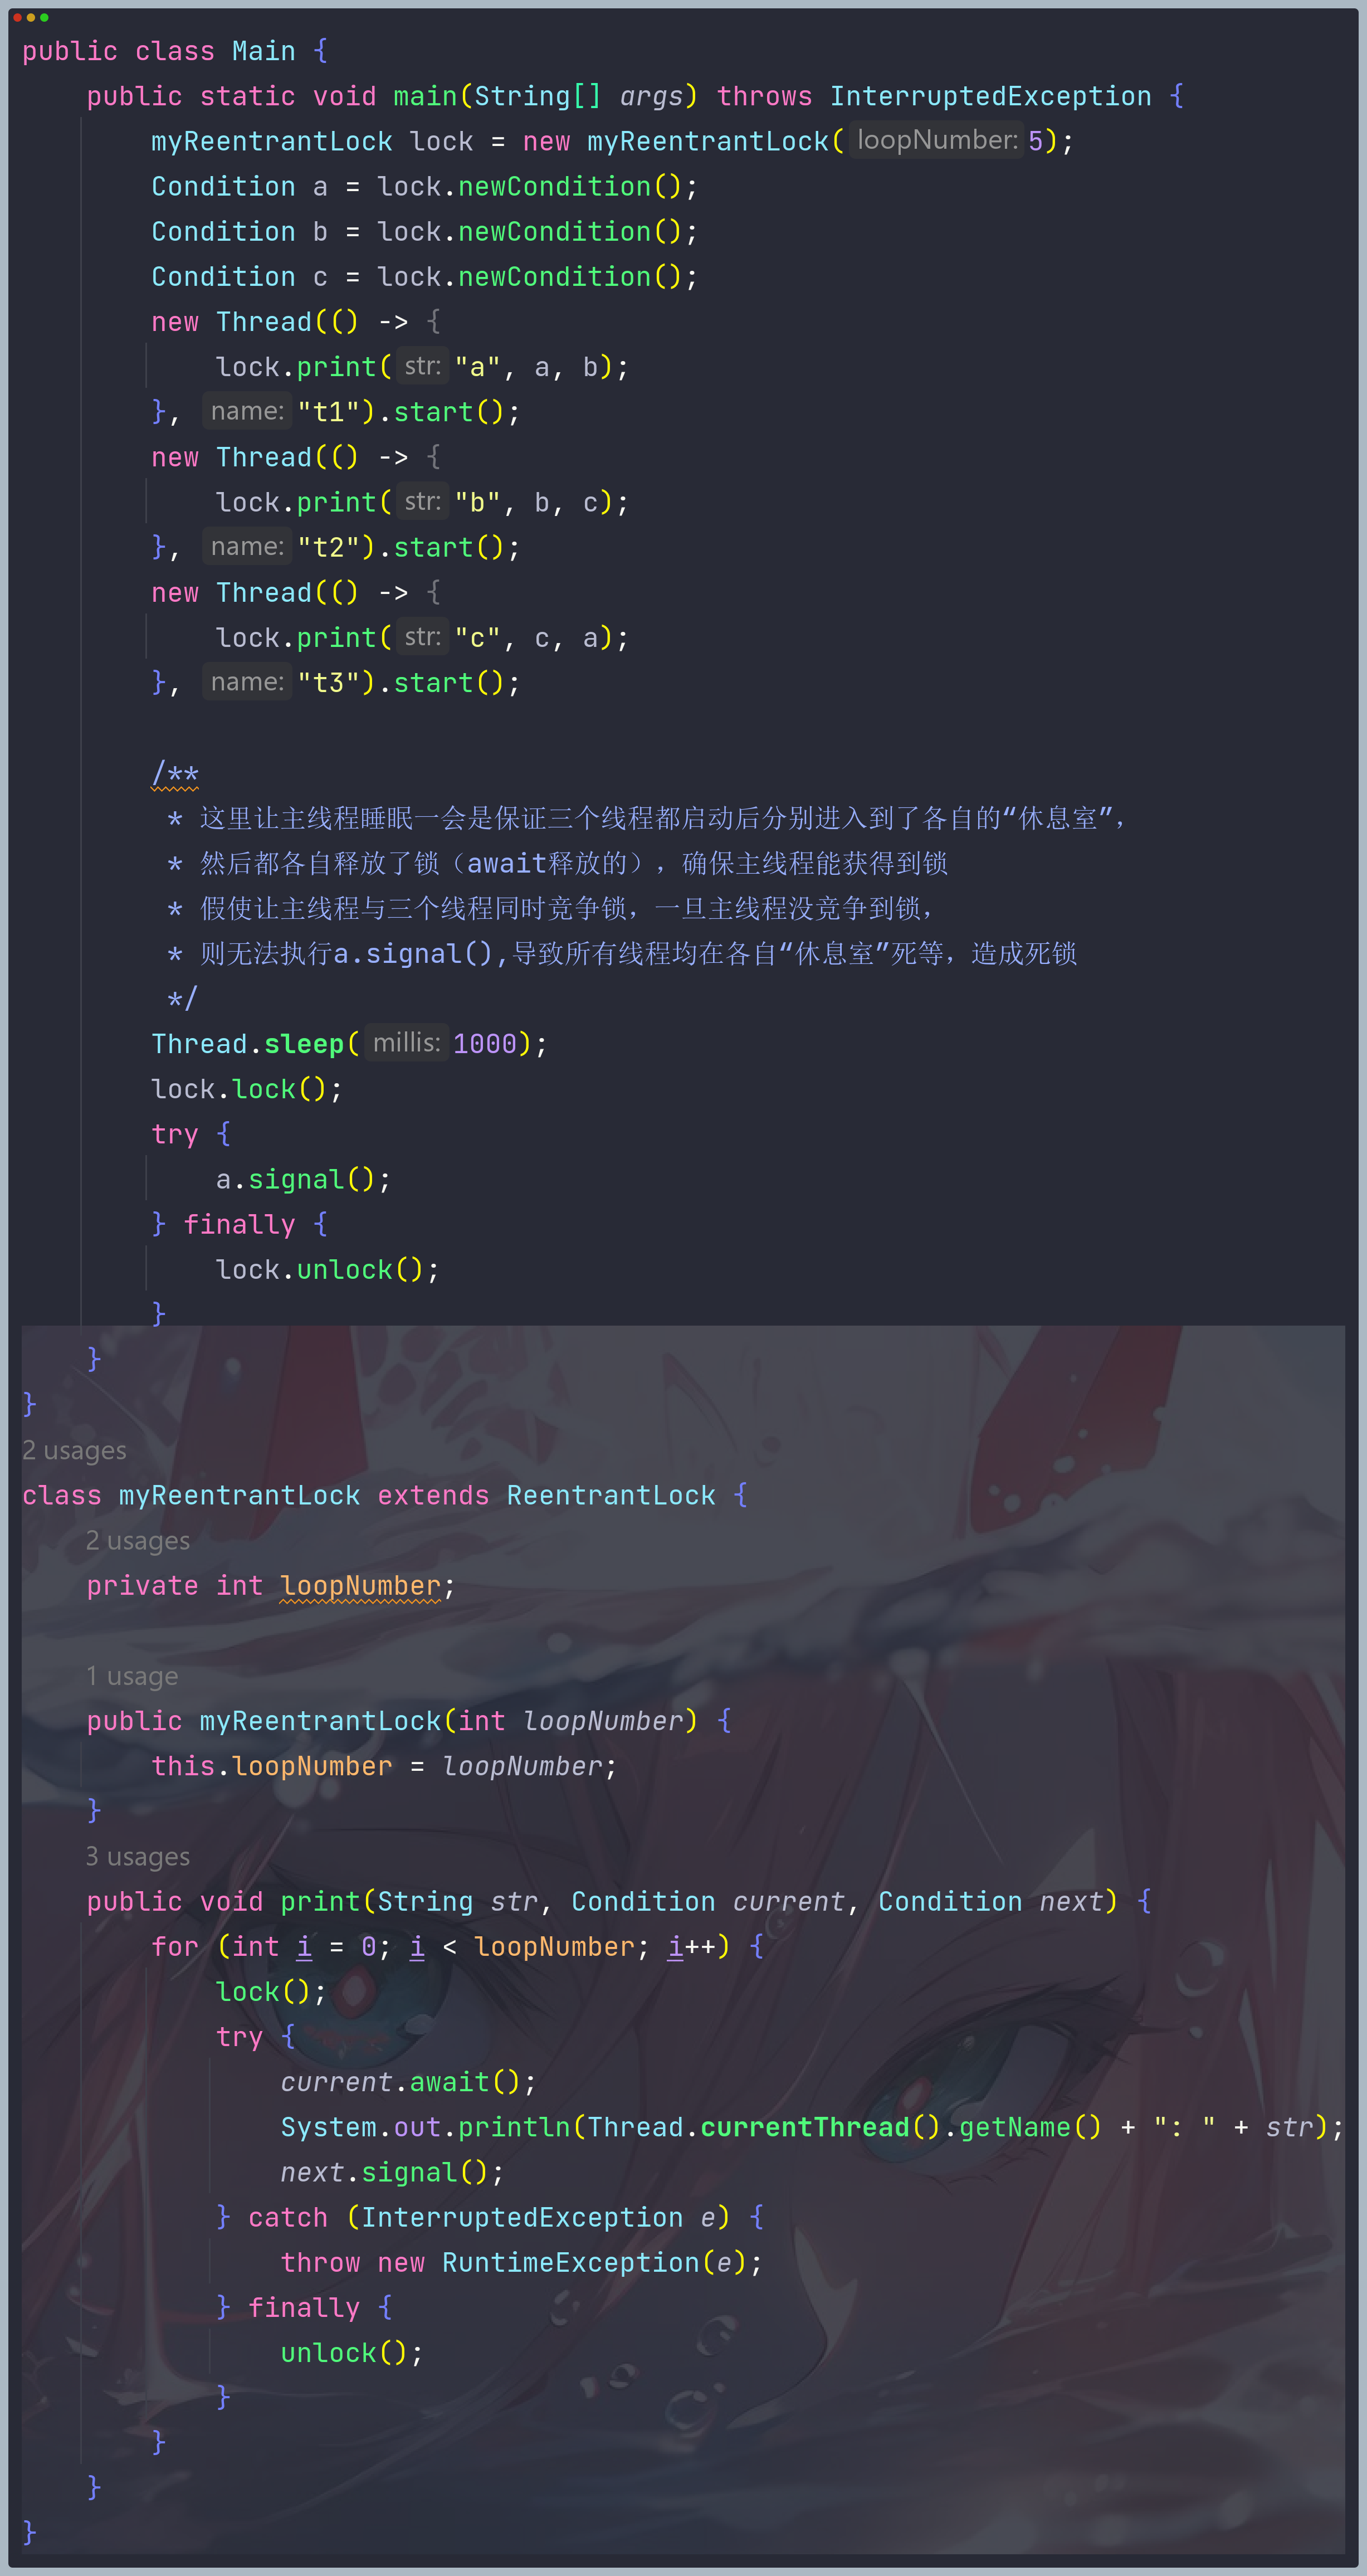 public class Main {
    public static void main(String[] args) throws InterruptedException {
        myReentrantLock lock = new myReentrantLock( loopNumber: 5);
        Condition a = lock.newCondition();
        Condition b = lock.newCondition();
        Condition c = lock.newCondition();
        new Thread(() -> {
            lock.print( str: "a", a, b);
        }, name: "t1").start();
        new Thread(() -> {
            lock.print( str: "b", b, c);
        }, name: "t2").start();
        new Thread(() -> {
            lock.print( str: "c", c, a);
        }, name: "t3").start();

        /**
         * 这里让主线程睡眠一会是保证三个线程都启动后分别进入到了各自的“休息室”,
         * 然后都各自释放了锁（await释放的），确保主线程能获得到锁
         * 假使让主线程与三个线程同时竞争锁，一旦主线程没竞争到锁，
         * 则无法执行a.signal(),导致所有线程均在各自“休息室”死等，造成死锁
         */
        Thread.sleep( millis: 1000);
        lock.lock();
        try {
            a.signal();
        } finally {
            lock.unlock();
        }
    }
}
2 usages
class myReentrantLock extends ReentrantLock {
    2 usages
    private int loopNumber;

    1 usage
    public myReentrantLock(int loopNumber) {
        this.loopNumber = loopNumber;
    }
    3 usages
    public void print(String str, Condition current, Condition next) {
        for (int i = 0; i < loopNumber; i++) {
            lock();
            try {
                current.await();
                System.out.println(Thread.currentThread().getName() + ": " + str);
                next.signal();
            } catch (InterruptedException e) {
                throw new RuntimeException(e);
            } finally {
                unlock();
            }
        }
    }
}